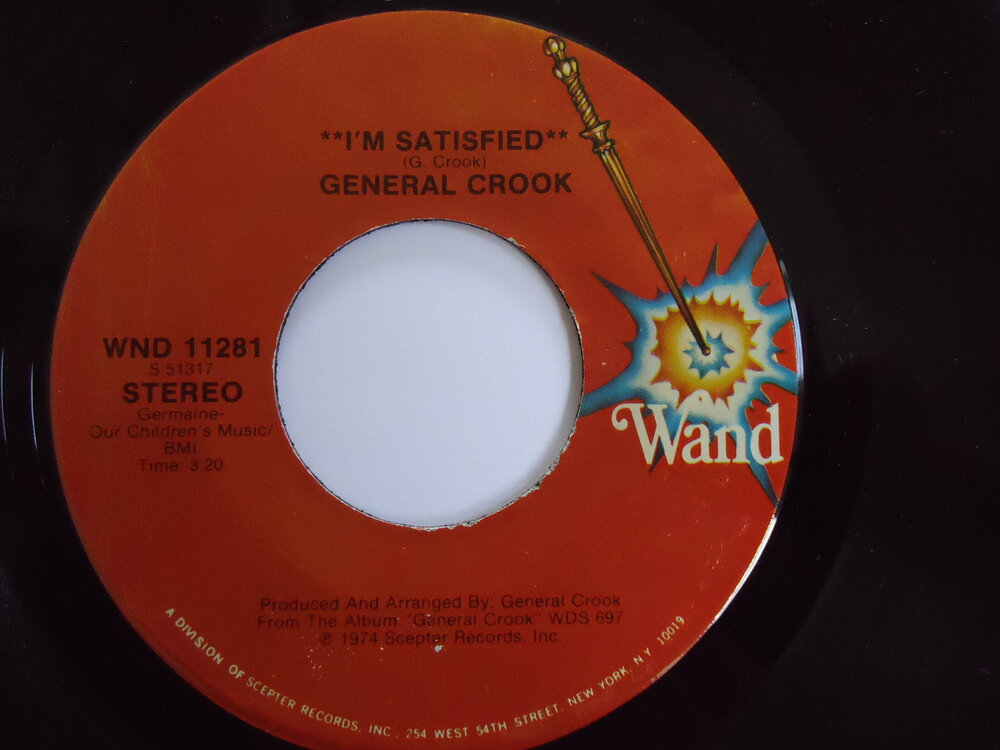 **I'M SATISFIED**
(G. Crook)
GENERAL CROOK
WND 11281
S 51317
STEREO
Germaine-
Our Children's Music/
BMI
Time: 3:20
Wand
Produced And Arranged By: General Crook
From The Album "General Crook" WDS 697
℗ 1974 Scepter Records, Inc.
A DIVISION OF SCEPTER RECORDS, INC., 254 WEST 54TH STREET, NEW YORK, N.Y. 10019